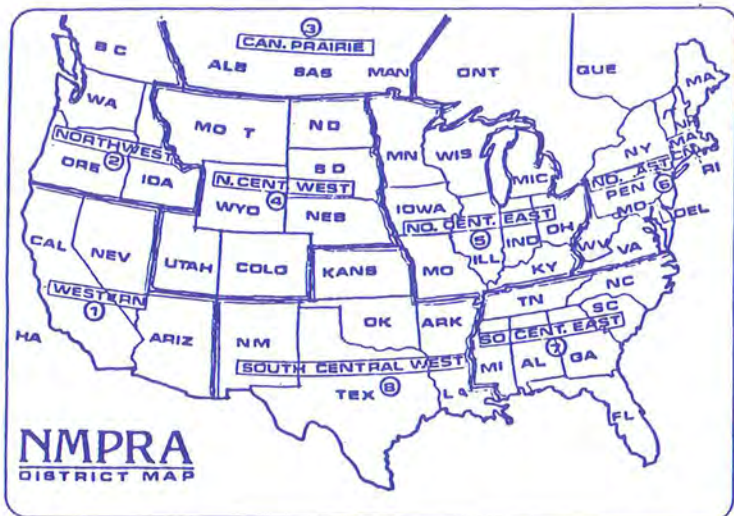 3
CAN. PRAIRIE
B C
ALB SAS MAN
ONT
QUE
WA
MO T
ND
MN
WIS
MIC
NY
MA
NORTHWEST
2
ORE
IDA
SD
N. CENT. WEST
4
WYO
NEB
IOWA
NO. CENT. EAST
5
ILL
IND
OH
PEN
6
RI
DEL
CAL
NEV
UTAH
COLO
KANS
MO
KY
WV
VA
WESTERN
1
HA
ARIZ
NM
OK
ARK
TN
NC
SC
SO CENT. EAST
7
MI
AL
GA
SOUTH CENTRAL WEST
TEX
8
LA
FL
NMPRA
DISTRICT MAP